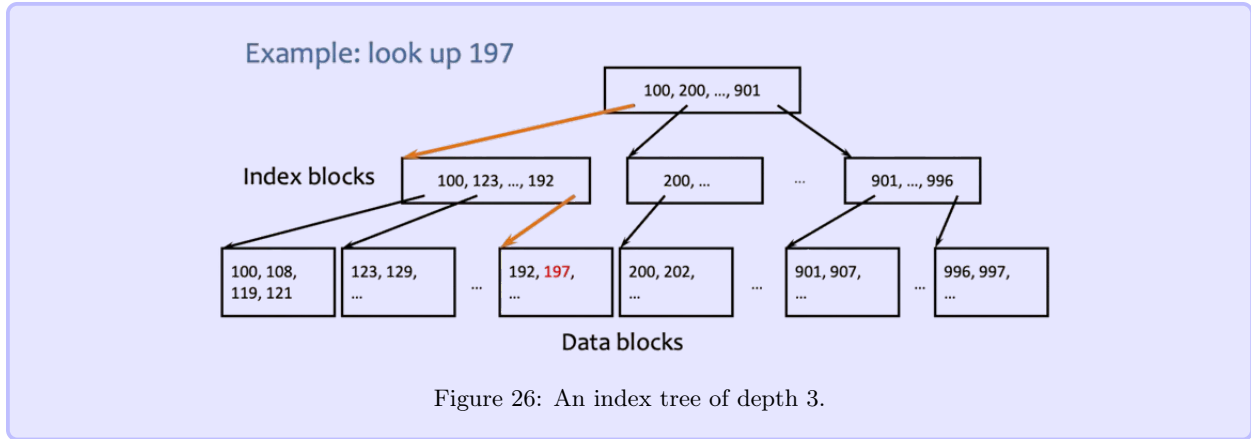 Example: look up 197
100, 200, ..., 901
Index blocks
100, 123, ..., 192
200, ...
...
901, ..., 996
100, 108,
119, 121
123, 129,
...
...
192, 197,
...
200, 202,
...
...
901, 907,
...
...
996, 997,
...
Data blocks
Figure 26: An index tree of depth 3.